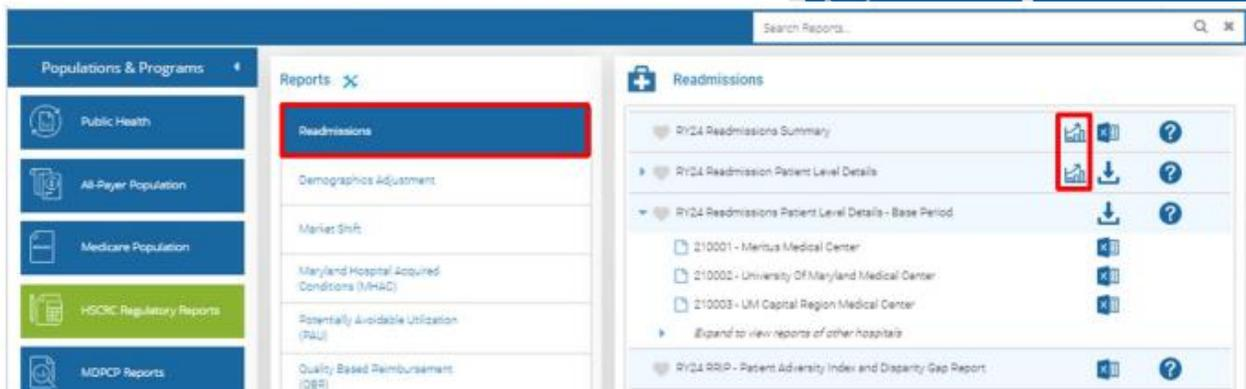 Search Reports...
Populations & Programs
Public Health
All-Payer Population
Medicare Population
HSCRC Regulatory Reports
MDPCP Reports
Reports
Readmissions
Demographics Adjustment
Market Shift
Maryland Hospital Acquired
Conditions (MHAC)
Potentially Avoidable Utilization
(PAU)
Quality Based Reimbursement
(QBR)
Readmissions
RY24 Readmissions Summary
RY24 Readmission Patient Level Details
RY24 Readmissions Patient Level Details - Base Period
210001 - Meritus Medical Center
210002 - University Of Maryland Medical Center
210003 - UM Capital Region Medical Center
Expand to view reports of other hospitals
RY24 RRIP - Patient Adversity Index and Disparity Gap Report